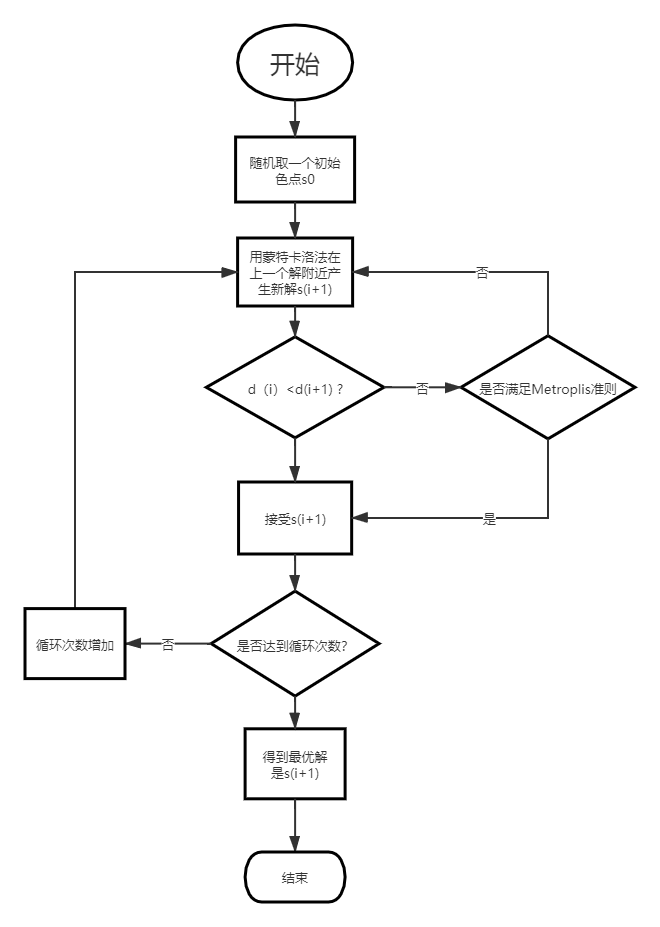 开始
随机取一个初始
色点s0
用蒙特卡洛法在
上一个解附近产
生新解s(i+1)
否
d（i）<d(i+1) ?
否
是否满足Metroplis准则
接受s(i+1)
是
是否达到循环次数?
否
循环次数增加
得到最优解
是s(i+1)
结束